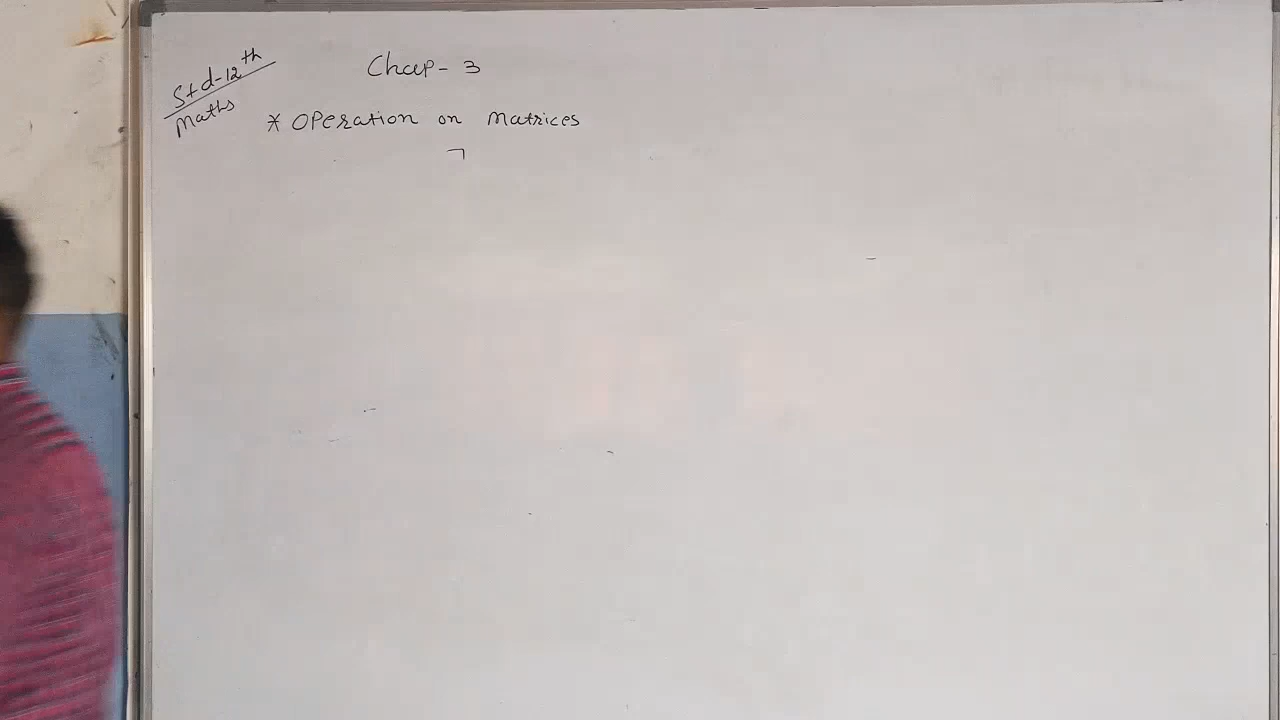 Std-12th
Maths
Chap- 3
* Operation on Matrices